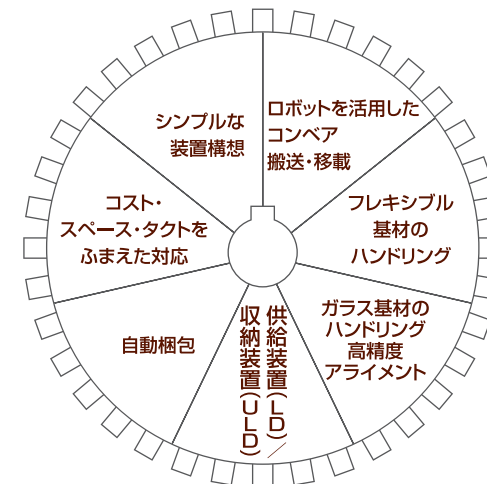 シンプルな
装置構想
ロボットを活用した
コンベア
搬送・移載
フレキシブル
基材の
ハンドリング
ガラス基材の
ハンドリング
高精度
アライメント
供給装置(LD)／
収納装置(ULD)
自動梱包
コスト・
スペース・タクトを
ふまえた対応